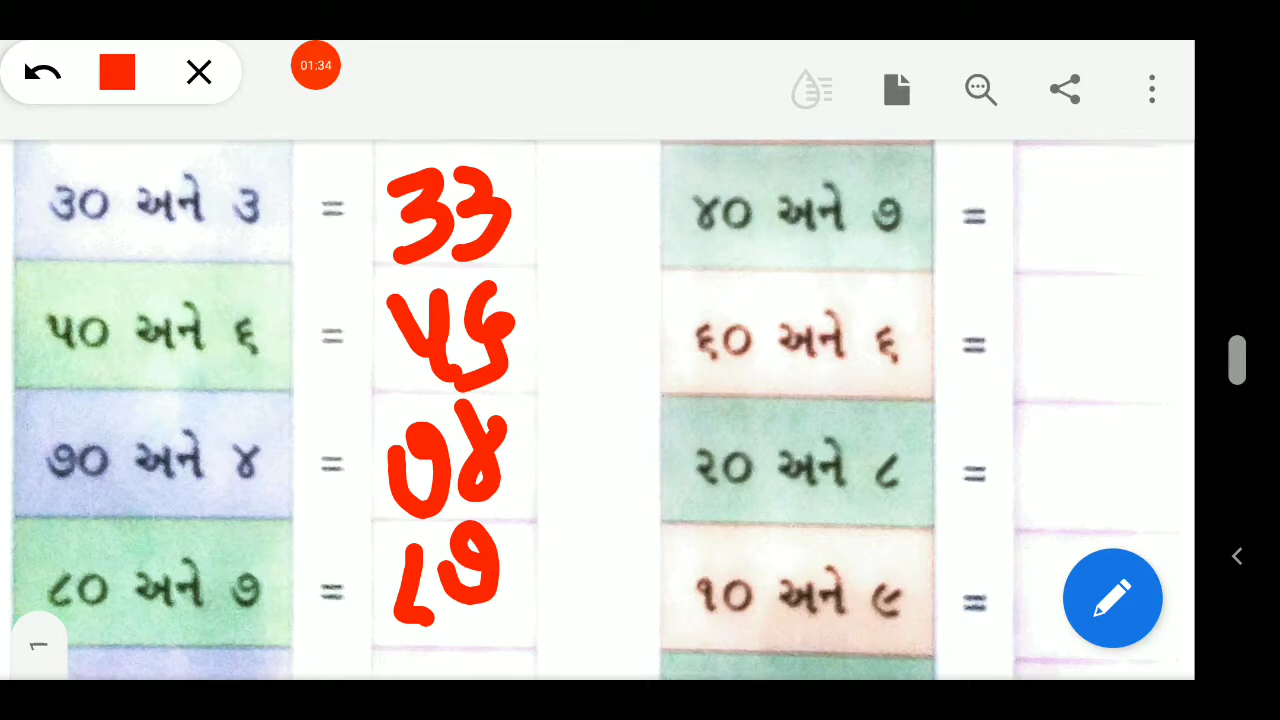 01:34
૩૦ અને ૩ = ૩૩
૫૦ અને ૬ = ૫૬
૭૦ અને ૪ = ૭૪
૮૦ અને ૭ = ૮૭
૪૦ અને ૭ =
૬૦ અને ૬ =
૨૦ અને ૮ =
૧૦ અને ૯ =